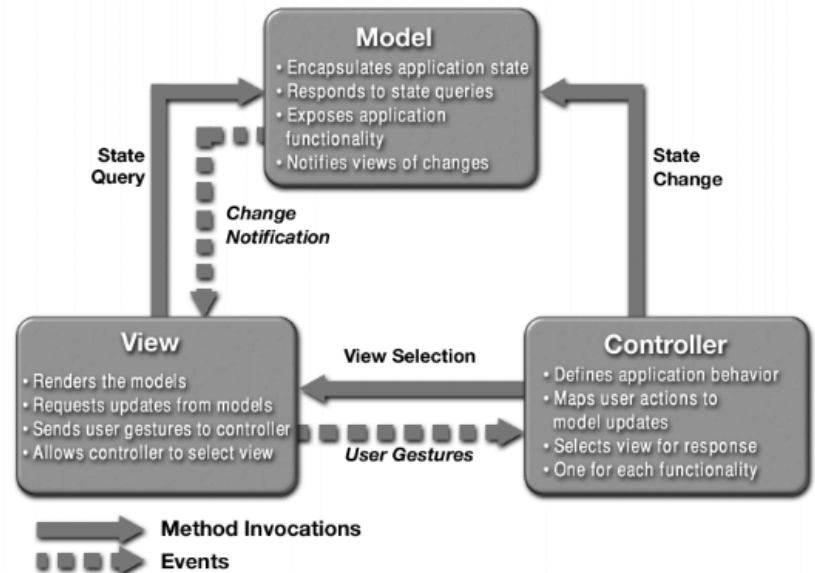 Model
• Encapsulates application state
• Responds to state queries
• Exposes application
functionality
• Notifies views of changes
State
Query
State
Change
Change
Notification
View
• Renders the models
• Requests updates from models
• Sends user gestures to controller
• Allows controller to select view
View Selection
User Gestures
Controller
• Defines application behavior
• Maps user actions to
model updates
• Selects view for response
• One for each functionality
Method Invocations
Events